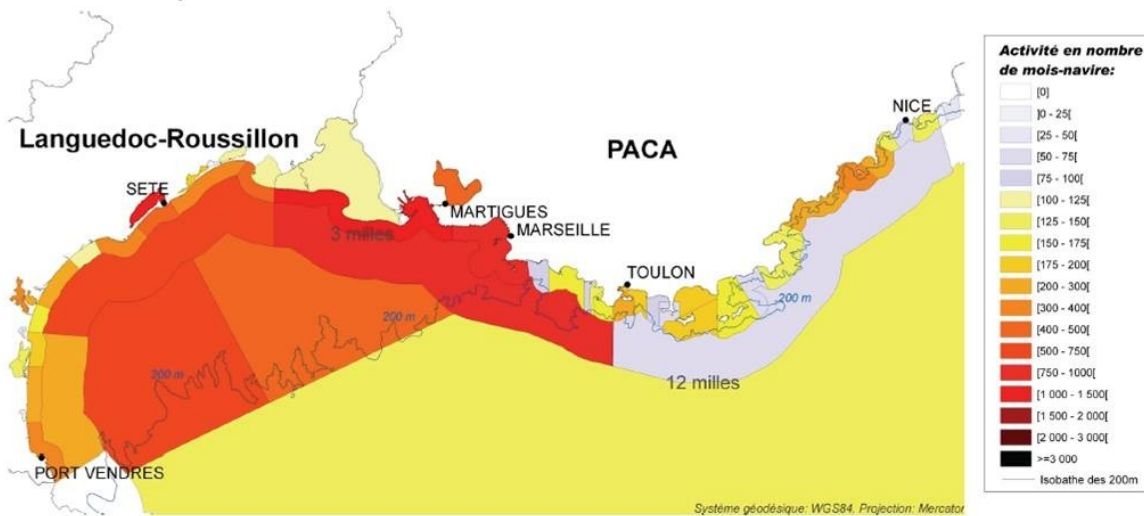 Languedoc-Roussillon
PACA
NICE
SETE
MARTIGUES
MARSEILLE
3 milles
TOULON
200 m
200 m
200 m
12 milles
PORT VENDRES
Système géodésique: WGS84. Projection: Mercator
Activité en nombre
de mois-navire:
[0]
]0 - 25[
[25 - 50[
[50 - 75[
[75 - 100[
[100 - 125[
[125 - 150[
[150 - 175[
[175 - 200[
[200 - 300[
[300 - 400[
[400 - 500[
[500 - 750[
[750 - 1000[
[1 000 - 1 500[
[1 500 - 2 000[
[2 000 - 3 000[
>=3 000
Isobathe des 200m